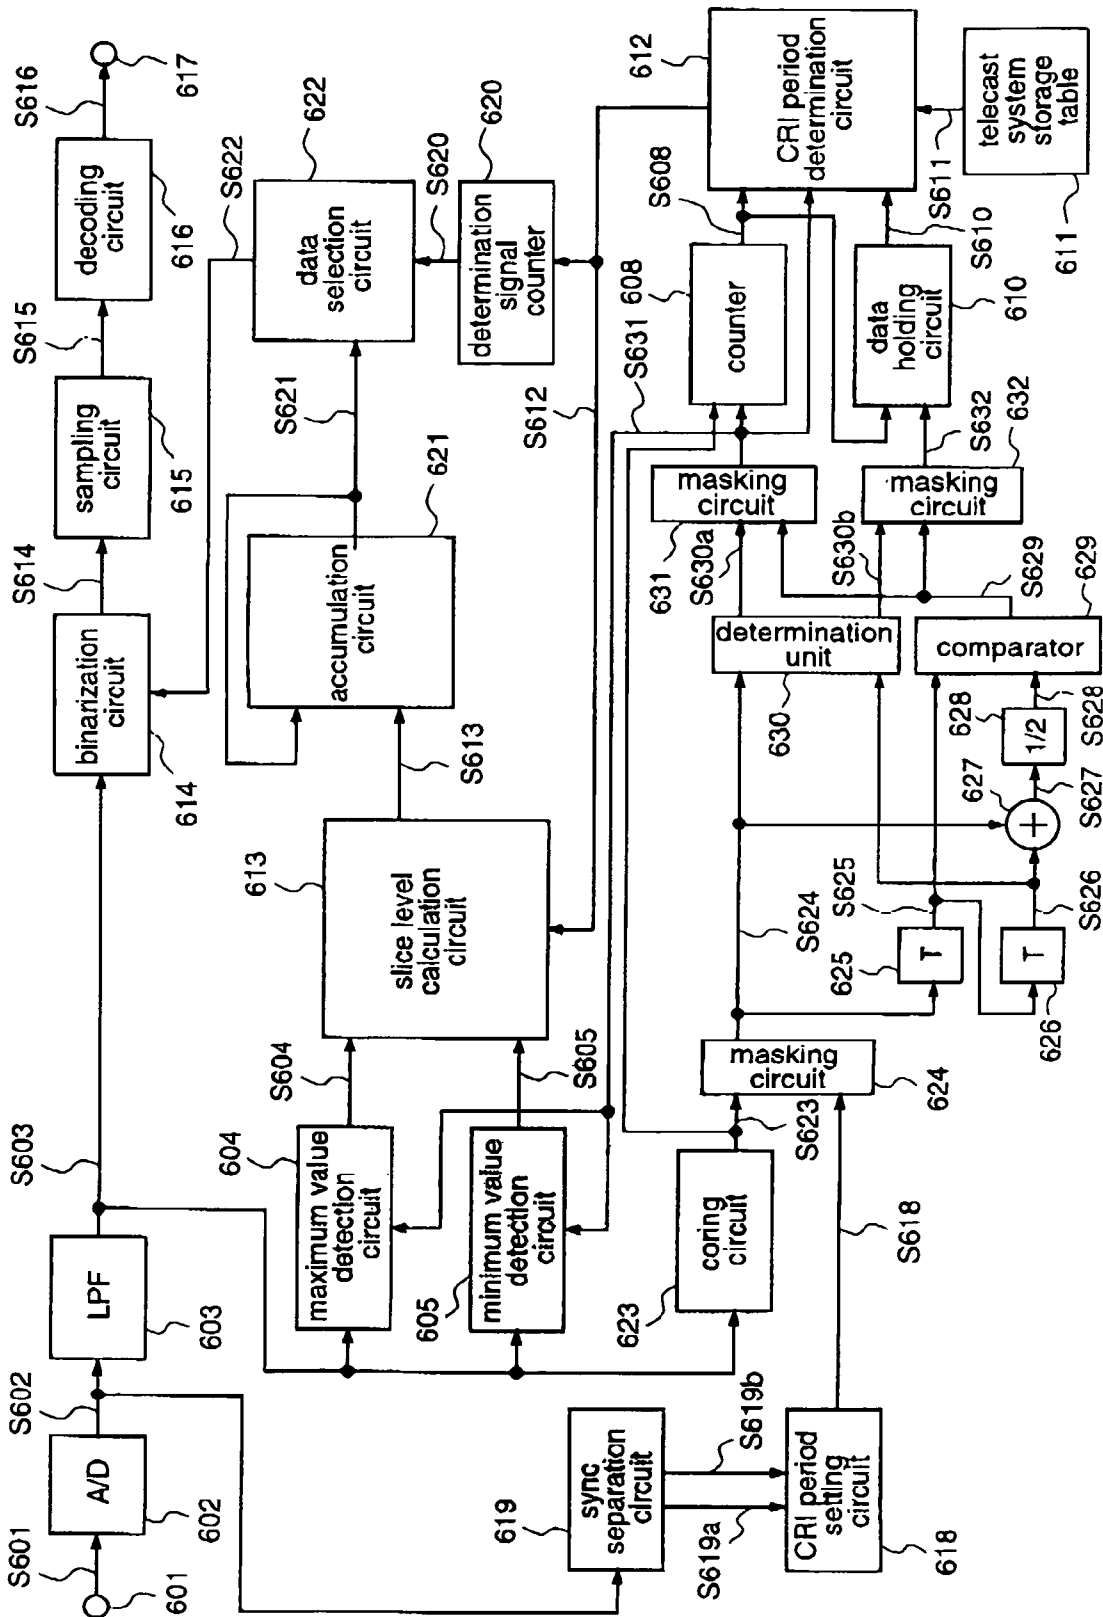 S601
601
A/D
602
S602
LPF
603
S603
binarization
circuit
614
S614
sampling
circuit
615
S615
decoding
circuit
616
S616
617
maximum value
detection
circuit
604
S604
minimum value
detection
circuit
605
S605
slice level
calculation
circuit
613
S613
accumulation
circuit
621
S621
data
selection
circuit
622
S622
determination
signal
counter
620
S620
S612
sync
separation
circuit
619
S619a
S619b
CRI period
setting
circuit
618
S618
coring
circuit
623
S623
masking
circuit
624
S624
T
625
S625
T
626
S626
+
627
S627
1/2
628
S628
comparator
629
S629
determination
unit
630
S630a
S630b
masking
circuit
631
S631
masking
circuit
632
S632
counter
608
S608
data
holding
circuit
610
S610
CRI period
determination
circuit
612
telecast
system
storage
table
611
S611